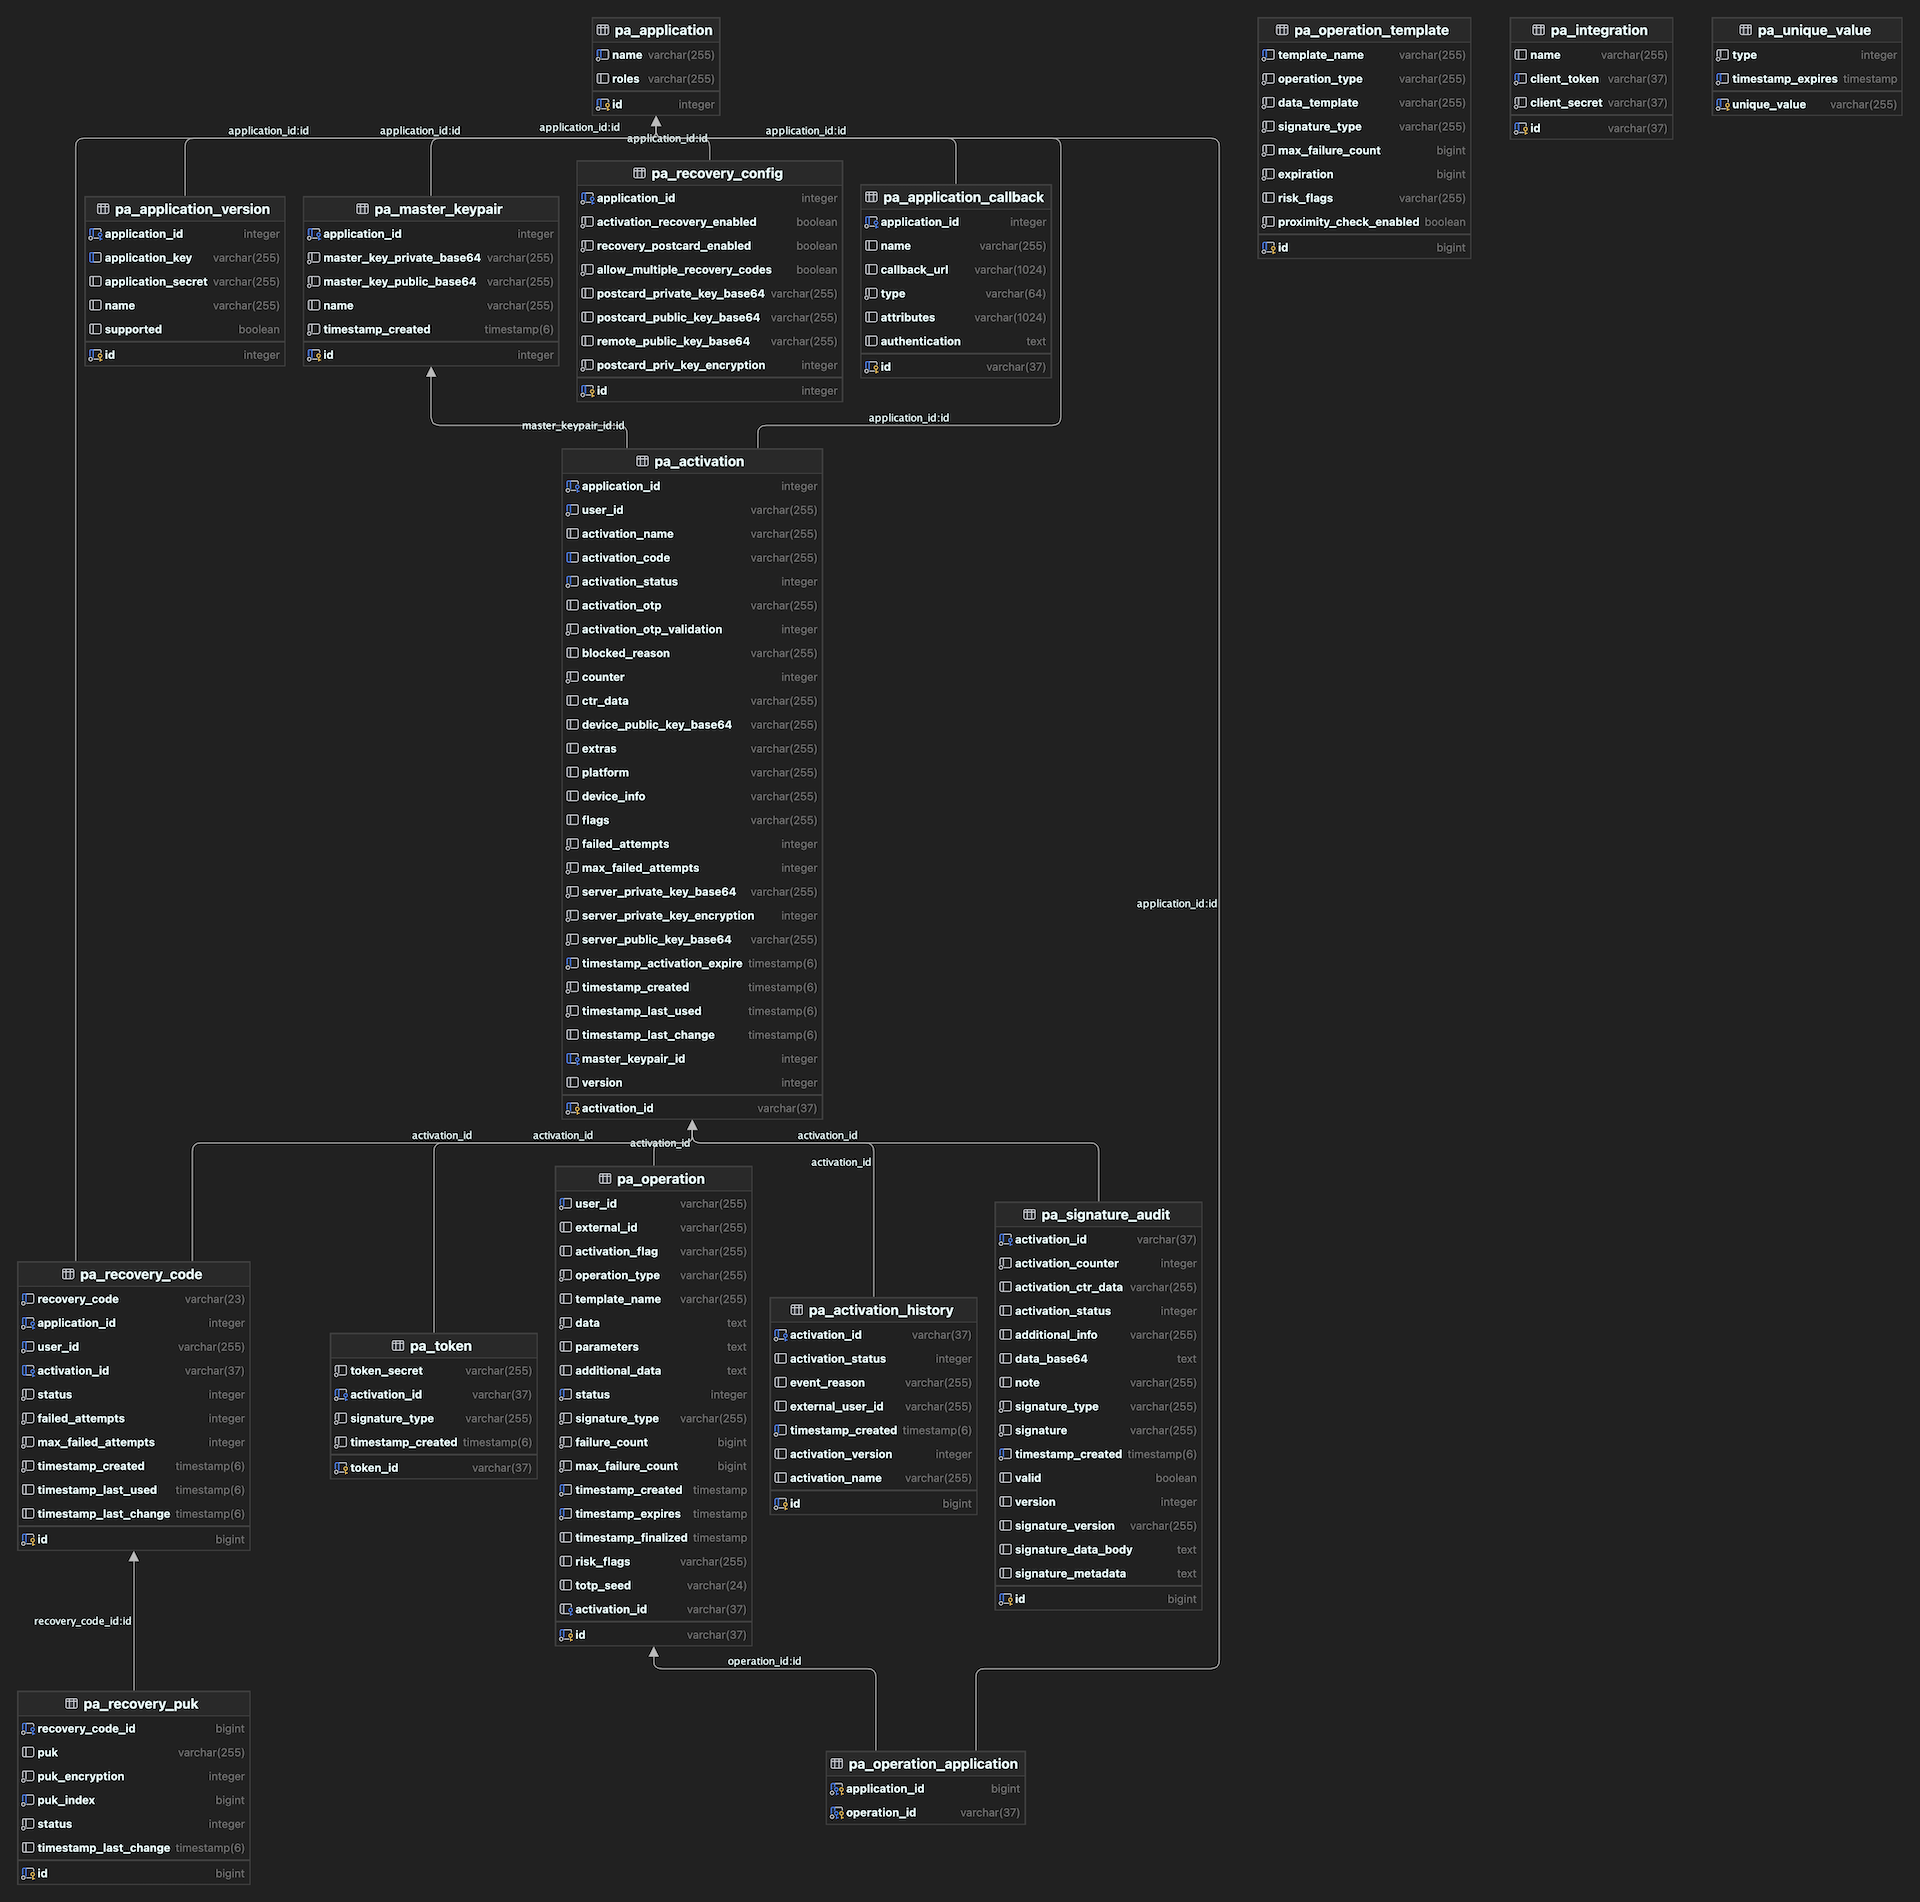 pa_application
name varchar(255)
roles varchar(255)
id integer
pa_operation_template
template_name varchar(255)
operation_type varchar(255)
data_template varchar(255)
signature_type varchar(255)
max_failure_count bigint
expiration bigint
risk_flags varchar(255)
proximity_check_enabled boolean
id bigint
pa_integration
name varchar(255)
client_token varchar(37)
client_secret varchar(37)
id varchar(37)
pa_unique_value
type integer
timestamp_expires timestamp
unique_value varchar(255)
application_id:id
application_id:id
application_id:id
application_id:id
application_id:id
pa_application_version
application_id integer
application_key varchar(255)
application_secret varchar(255)
name varchar(255)
supported boolean
id integer
pa_master_keypair
application_id integer
master_key_private_base64 varchar(255)
master_key_public_base64 varchar(255)
name varchar(255)
timestamp_created timestamp(6)
id integer
pa_recovery_config
application_id integer
activation_recovery_enabled boolean
recovery_postcard_enabled boolean
allow_multiple_recovery_codes boolean
postcard_private_key_base64 varchar(255)
postcard_public_key_base64 varchar(255)
remote_public_key_base64 varchar(255)
postcard_priv_key_encryption integer
id integer
pa_application_callback
application_id integer
name varchar(255)
callback_url varchar(1024)
type varchar(64)
attributes varchar(1024)
authentication text
id varchar(37)
master_keypair_id:id
application_id:id
pa_activation
application_id integer
user_id varchar(255)
activation_name varchar(255)
activation_code varchar(255)
activation_status integer
activation_otp varchar(255)
activation_otp_validation integer
blocked_reason varchar(255)
counter integer
ctr_data varchar(255)
device_public_key_base64 varchar(255)
extras varchar(255)
platform varchar(255)
device_info varchar(255)
flags varchar(255)
failed_attempts integer
max_failed_attempts integer
server_private_key_base64 varchar(255)
server_private_key_encryption integer
server_public_key_base64 varchar(255)
timestamp_activation_expire timestamp(6)
timestamp_created timestamp(6)
timestamp_last_used timestamp(6)
timestamp_last_change timestamp(6)
master_keypair_id integer
version integer
activation_id varchar(37)
application_id:id
activation_id
activation_id
activation_id
activation_id
activation_id
pa_recovery_code
recovery_code varchar(23)
application_id integer
user_id varchar(255)
activation_id varchar(37)
status integer
failed_attempts integer
max_failed_attempts integer
timestamp_created timestamp(6)
timestamp_last_used timestamp(6)
timestamp_last_change timestamp(6)
id bigint
pa_token
token_secret varchar(255)
activation_id varchar(37)
signature_type varchar(255)
timestamp_created timestamp(6)
token_id varchar(37)
pa_operation
user_id varchar(255)
external_id varchar(255)
activation_flag varchar(255)
operation_type varchar(255)
template_name varchar(255)
data text
parameters text
additional_data text
status integer
signature_type varchar(255)
failure_count bigint
max_failure_count bigint
timestamp_created timestamp
timestamp_expires timestamp
timestamp_finalized timestamp
risk_flags varchar(255)
totp_seed varchar(24)
activation_id varchar(37)
id varchar(37)
pa_activation_history
activation_id varchar(37)
activation_status integer
event_reason varchar(255)
external_user_id varchar(255)
timestamp_created timestamp(6)
activation_version integer
activation_name varchar(255)
id bigint
pa_signature_audit
activation_id varchar(37)
activation_counter integer
activation_ctr_data varchar(255)
activation_status integer
additional_info varchar(255)
data_base64 text
note varchar(255)
signature_type varchar(255)
signature varchar(255)
timestamp_created timestamp(6)
valid boolean
version integer
signature_version varchar(255)
signature_data_body text
signature_metadata text
id bigint
recovery_code_id:id
operation_id:id
pa_recovery_puk
recovery_code_id bigint
puk varchar(255)
puk_encryption integer
puk_index bigint
status integer
timestamp_last_change timestamp(6)
id bigint
pa_operation_application
application_id bigint
operation_id varchar(37)